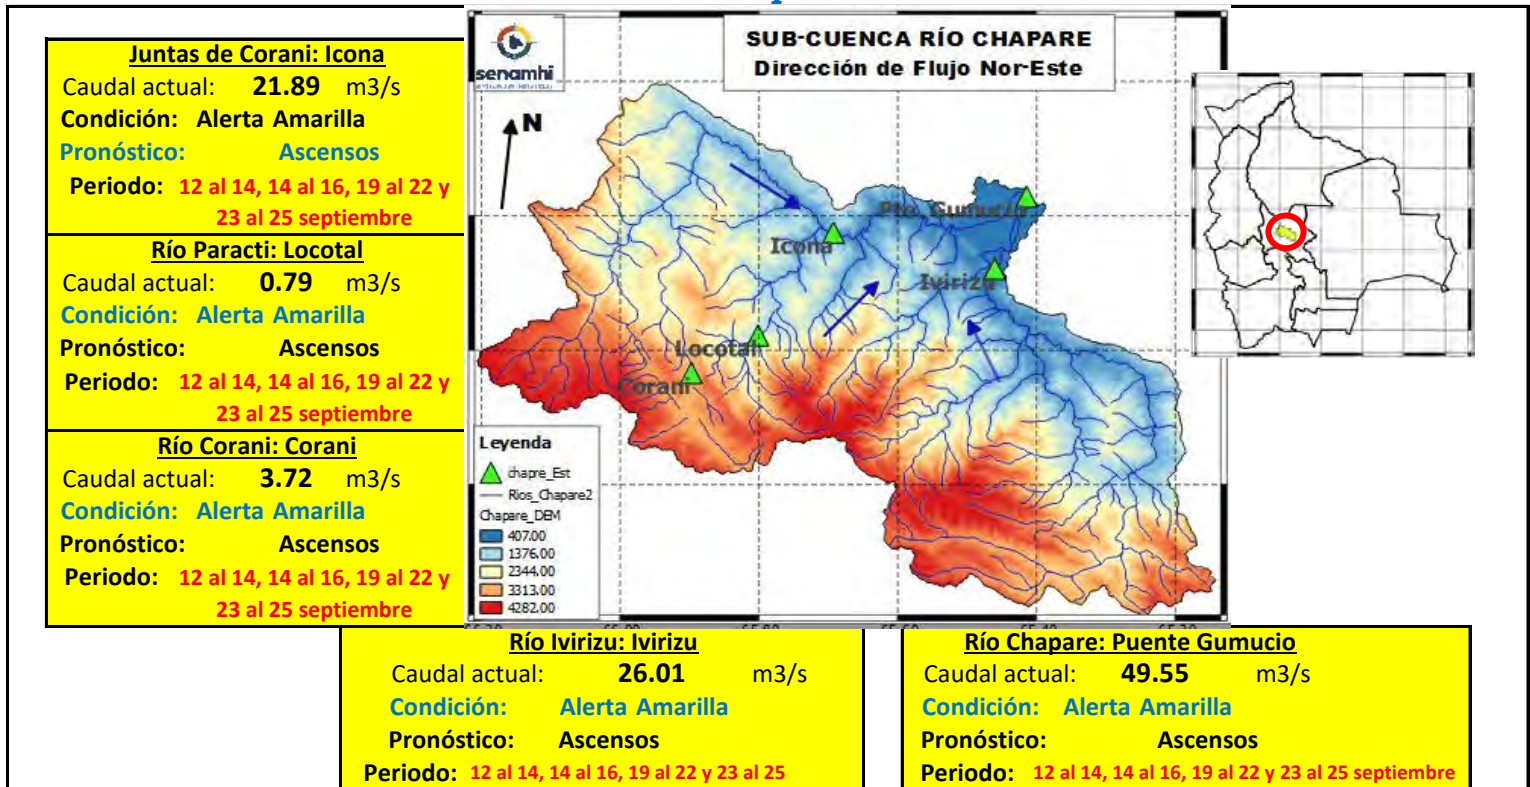 Juntas de Corani: Icona
Caudal actual: 21.89 m3/s
Condición: Alerta Amarilla
Pronóstico: Ascensos
Periodo: 12 al 14, 14 al 16, 19 al 22 y
23 al 25 septiembre
Río Paracti: Locotal
Caudal actual: 0.79 m3/s
Condición: Alerta Amarilla
Pronóstico: Ascensos
Periodo: 12 al 14, 14 al 16, 19 al 22 y
23 al 25 septiembre
Río Corani: Corani
Caudal actual: 3.72 m3/s
Condición: Alerta Amarilla
Pronóstico: Ascensos
Periodo: 12 al 14, 14 al 16, 19 al 22 y
23 al 25 septiembre
senamhi
SUB-CUENCA RÍO CHAPARE
Dirección de Flujo Nor-Este
N
Pto. Gumucio
Icona
Ivirizu
Locotal
Corani
Leyenda
chapre_Est
Rios_Chapare2
Chapare_DEM
407.00
1376.00
2344.00
3313.00
4282.00
Río Ivirizu: Ivirizu
Caudal actual: 26.01 m3/s
Condición: Alerta Amarilla
Pronóstico: Ascensos
Periodo: 12 al 14, 14 al 16, 19 al 22 y 23 al 25
Río Chapare: Puente Gumucio
Caudal actual: 49.55 m3/s
Condición: Alerta Amarilla
Pronóstico: Ascensos
Periodo: 12 al 14, 14 al 16, 19 al 22 y 23 al 25 septiembre